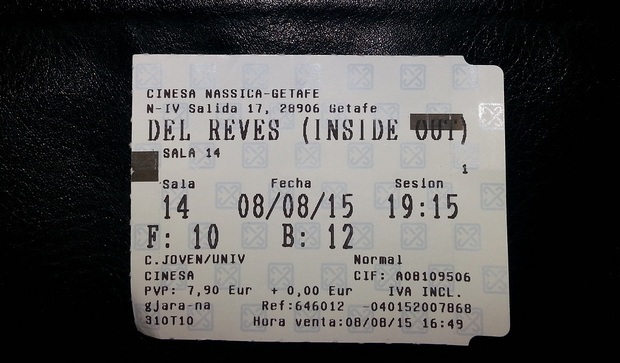 CINESA NASSICA-GETAFE
N-IV Salida 17, 28906 Getafe
DEL REVES (INSIDE OUT)
SALA 14
1
Sala Fecha Sesion
14 08/08/15 19:15
F: 10 B: 12
C.JOVEN/UNIV Normal
CINESA CIF: A08109506
PVP: 7,90 Eur + 0,00 Eur IVA INCL.
gjara-na Ref:646012 -040152007868
310T10 Hora venta:08/08/15 16:49